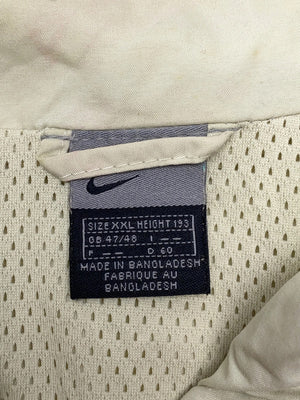 SIZE XXL HEIGHT 193
GB 47/48 I --
F -- D 60
MADE IN BANGLADESH
FABRIQUE AU
BANGLADESH